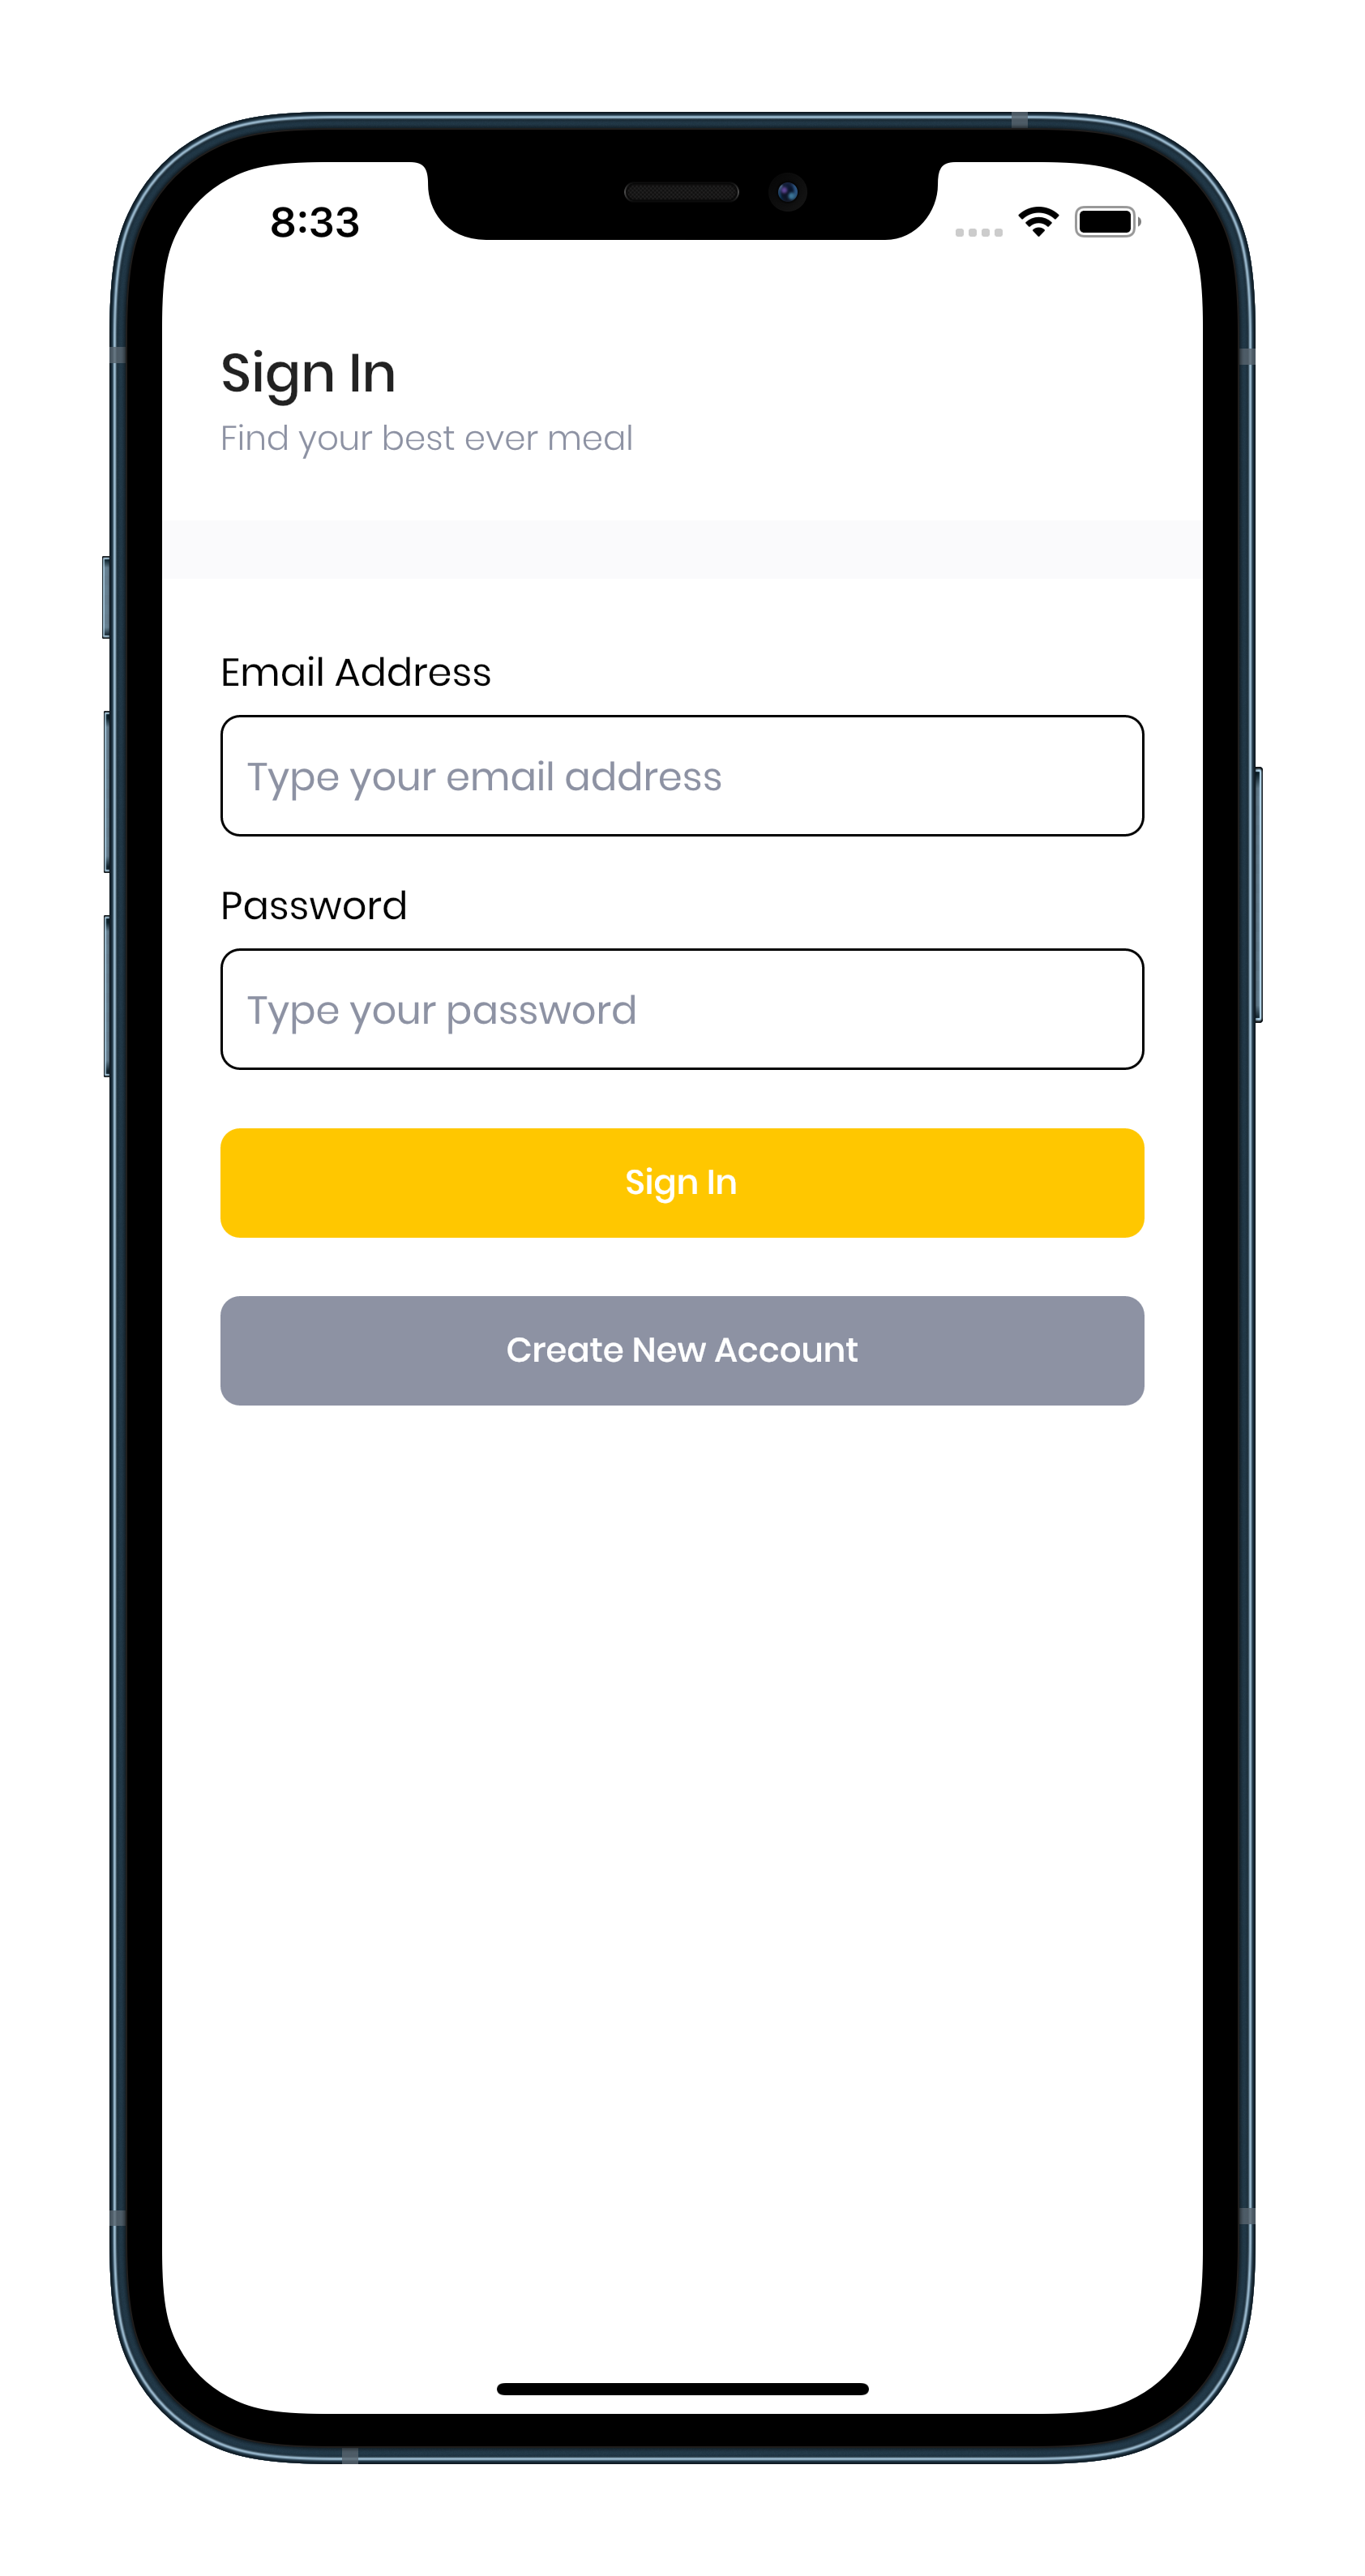 8:33
Sign In
Find your best ever meal
Email Address
Type your email address
Password
Type your password
Sign In
Create New Account